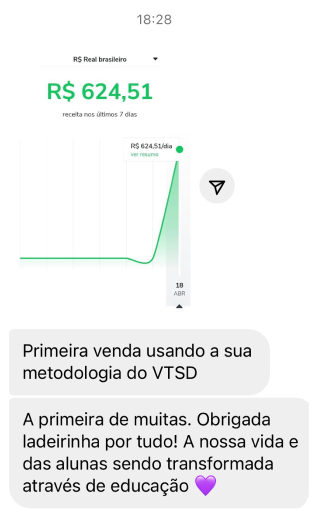 18:28
R$ Real brasileiro
R$ 624,51
receita nos últimos 7 dias
R$ 624,51/dia
ver resumo
18
ABR
Primeira venda usando a sua
metodologia do VTSD
A primeira de muitas. Obrigada
ladeirinha por tudo! A nossa vida e
das alunas sendo transformada
através de educação 💜